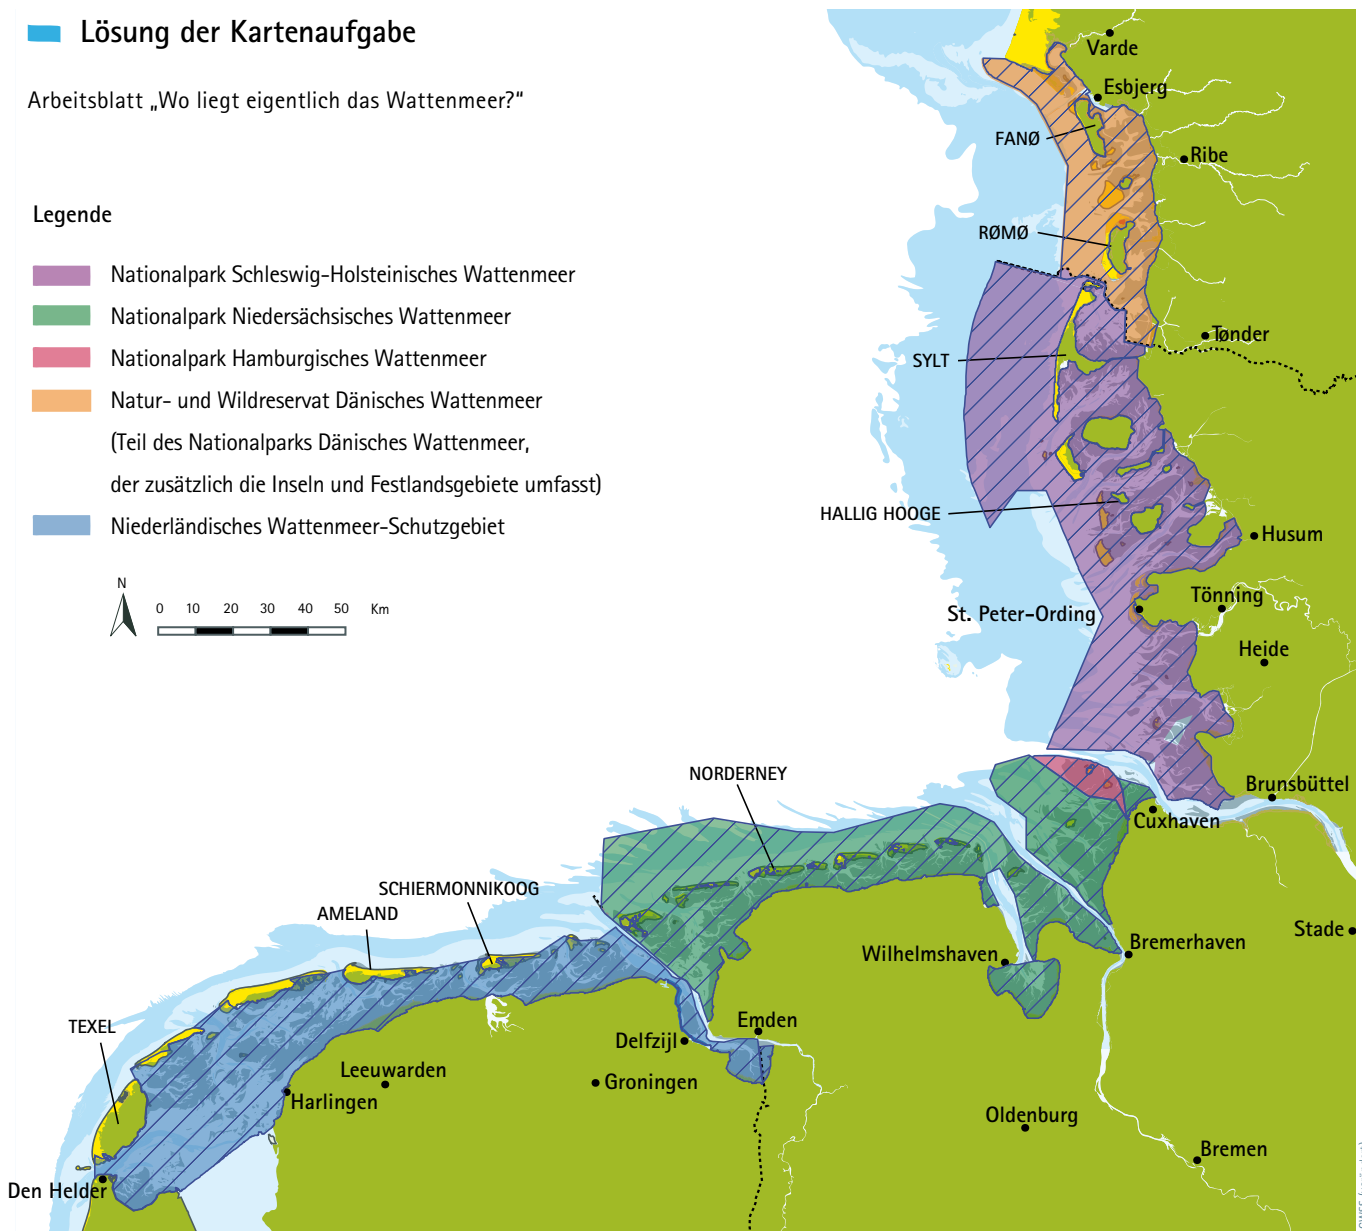 Lösung der Kartenaufgabe
Arbeitsblatt „Wo liegt eigentlich das Wattenmeer?“
Legende
Nationalpark Schleswig-Holsteinisches Wattenmeer
Nationalpark Niedersächsisches Wattenmeer
Nationalpark Hamburgisches Wattenmeer
Natur- und Wildreservat Dänisches Wattenmeer
(Teil des Nationalparks Dänisches Wattenmeer,
der zusätzlich die Inseln und Festlandsgebiete umfasst)
Niederländisches Wattenmeer-Schutzgebiet
N
0 10 20 30 40 50 Km
Varde
Esbjerg
FANØ
Ribe
RØMØ
Tønder
SYLT
HALLIG HOOGE
Husum
Tönning
St. Peter-Ording
Heide
NORDERNEY
Brunsbüttel
Cuxhaven
SCHIERMONNIKOOG
AMELAND
Stade
Wilhelmshaven
Bremerhaven
TEXEL
Emden
Delfzijl
Leeuwarden
Groningen
Harlingen
Oldenburg
Bremen
Den Helder